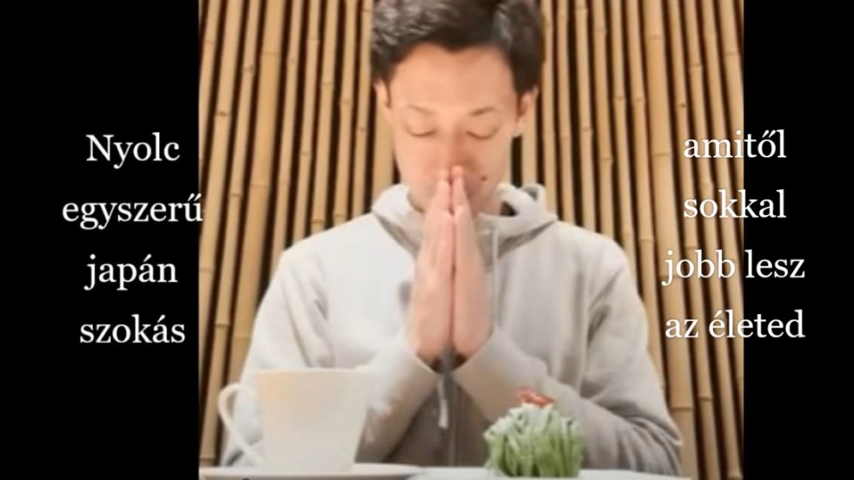 Nyolc
egyszerű
japán
szokás
amitől
sokkal
jobb lesz
az életed